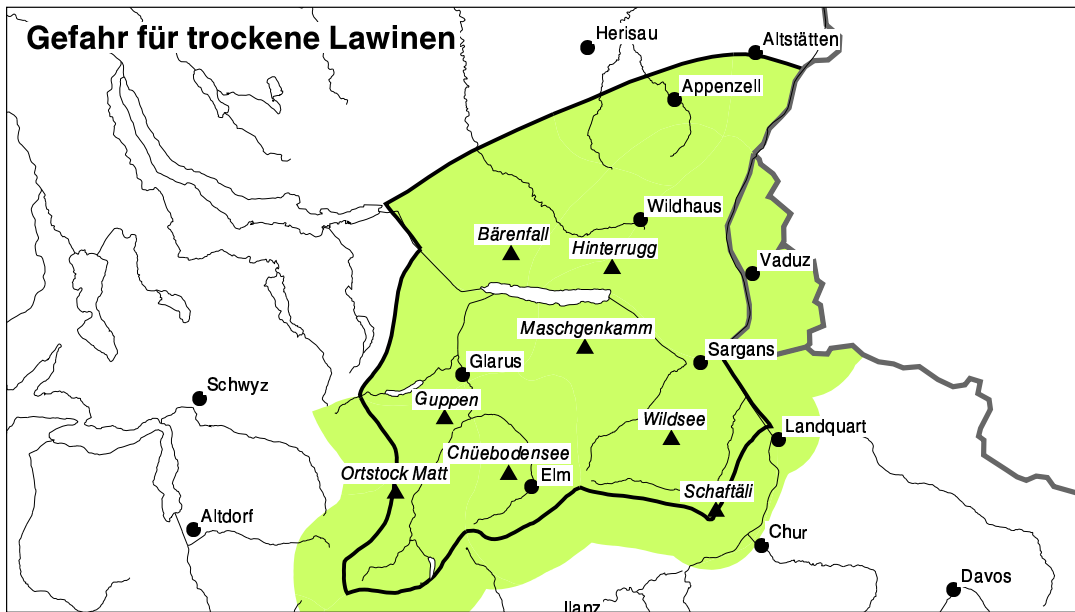 Gefahr für trockene Lawinen
Herisau
Altstätten
Appenzell
Wildhaus
Bärenfall
Hinterrugg
Vaduz
Maschgenkamm
Sargans
Glarus
Schwyz
Guppen
Wildsee
Landquart
Chüebodensee
Ortstock Matt
Elm
Schaftäli
Altdorf
Chur
Davos
Ilanz